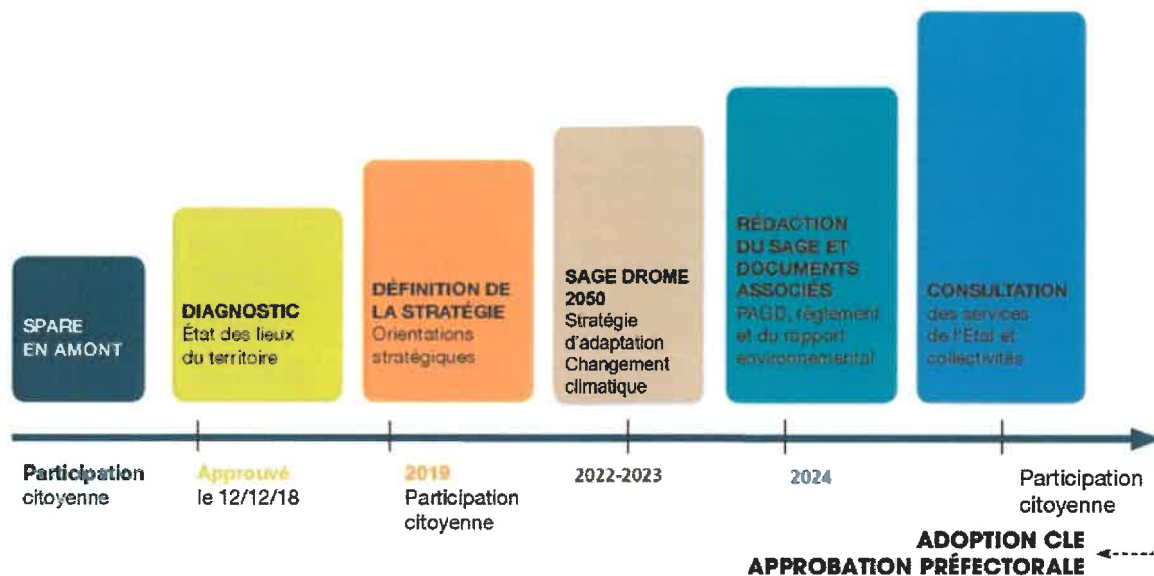 SPARE
EN AMONT
DIAGNOSTIC
État des lieux
du territoire
DÉFINITION DE
LA STRATÉGIE
Orientations
stratégiques
SAGE DROME
2050
Stratégie
d'adaptation
Changement
climatique
RÉDACTION
DU SAGE ET
DOCUMENTS
ASSOCIÉS
PAGD, règlement
et du rapport
environnemental
CONSULTATION
des services
de l'État et
collectivités
Participation
citoyenne
Approuvé
le 12/12/18
2019
Participation
citoyenne
2022-2023
2024
Participation
citoyenne
ADOPTION CLE
APPROBATION PRÉFECTORALE